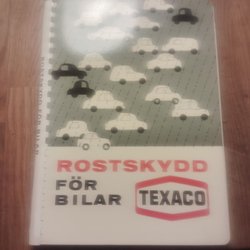 ROSTSKYDD
FÖR
BILAR
TEXACO